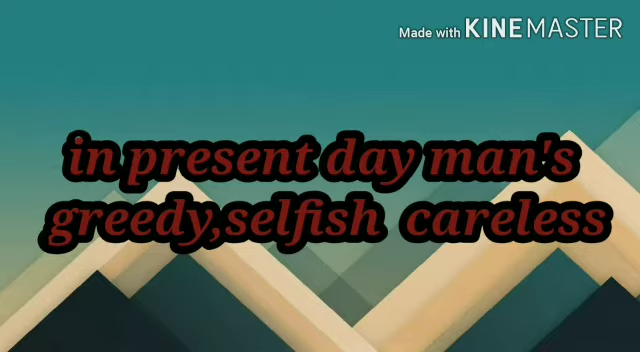 Made with KINEMASTER
in present day man's
greedy,selfish careless